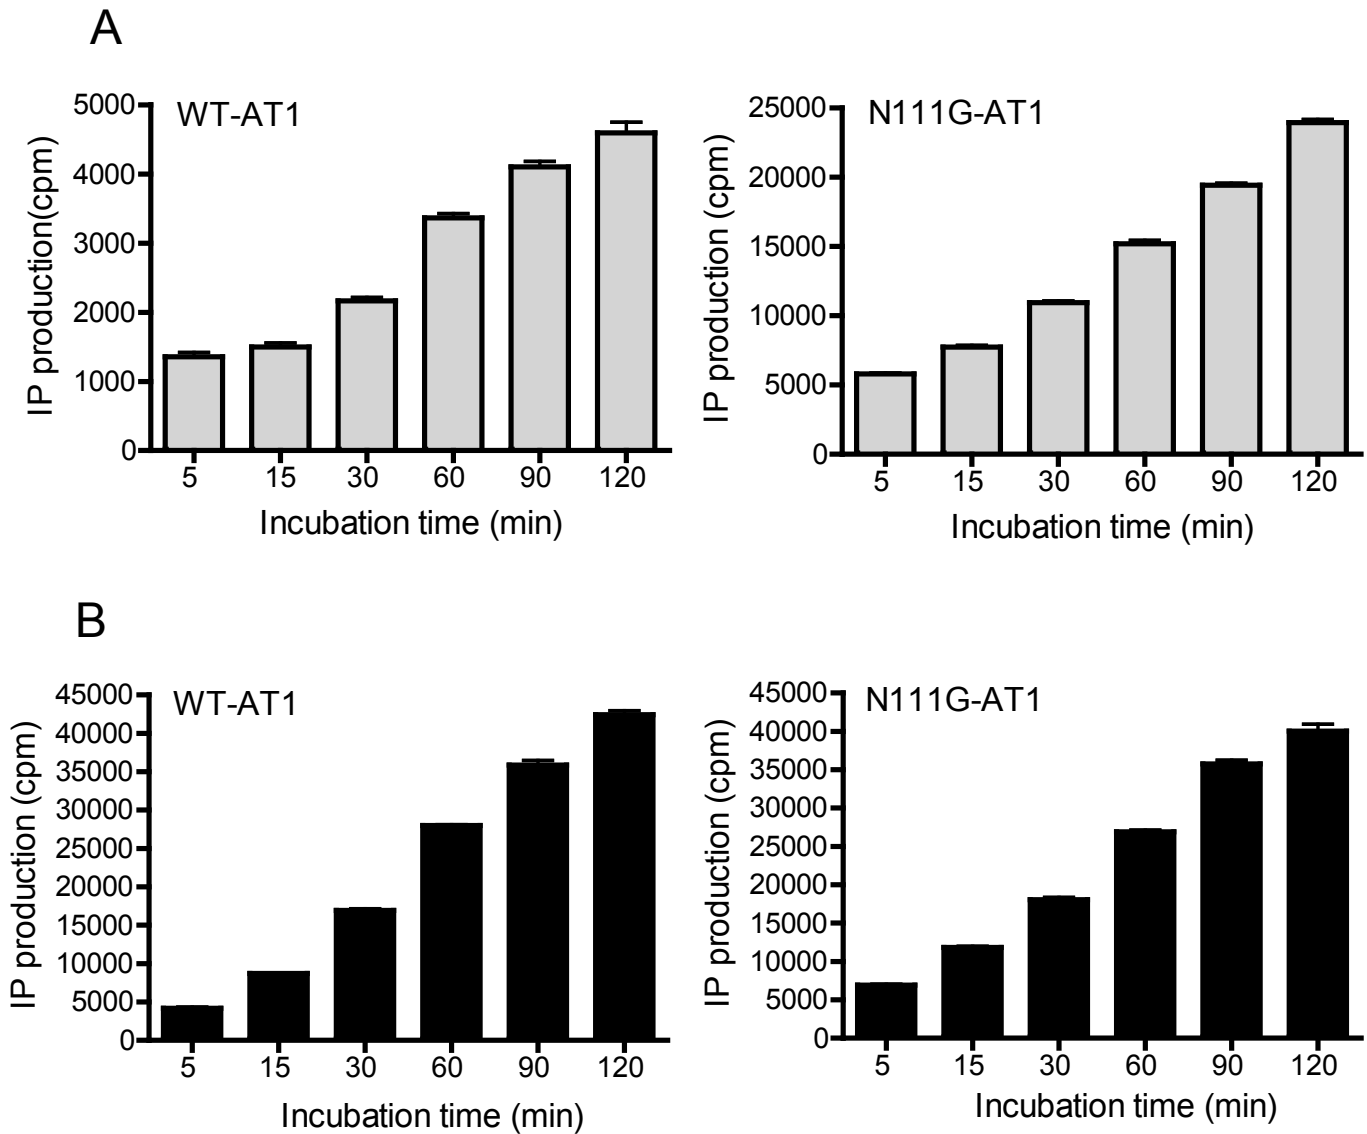 A
WT-AT1
IP production(cpm)
5000
4000
3000
2000
1000
0
5 15 30 60 90 120
Incubation time (min)
N111G-AT1
IP production (cpm)
25000
20000
15000
10000
5000
0
5 15 30 60 90 120
Incubation time (min)
B
WT-AT1
IP production (cpm)
45000
40000
35000
30000
25000
20000
15000
10000
5000
0
5 15 30 60 90 120
Incubation time (min)
N111G-AT1
IP production (cpm)
45000
40000
35000
30000
25000
20000
15000
10000
5000
0
5 15 30 60 90 120
Incubation time (min)